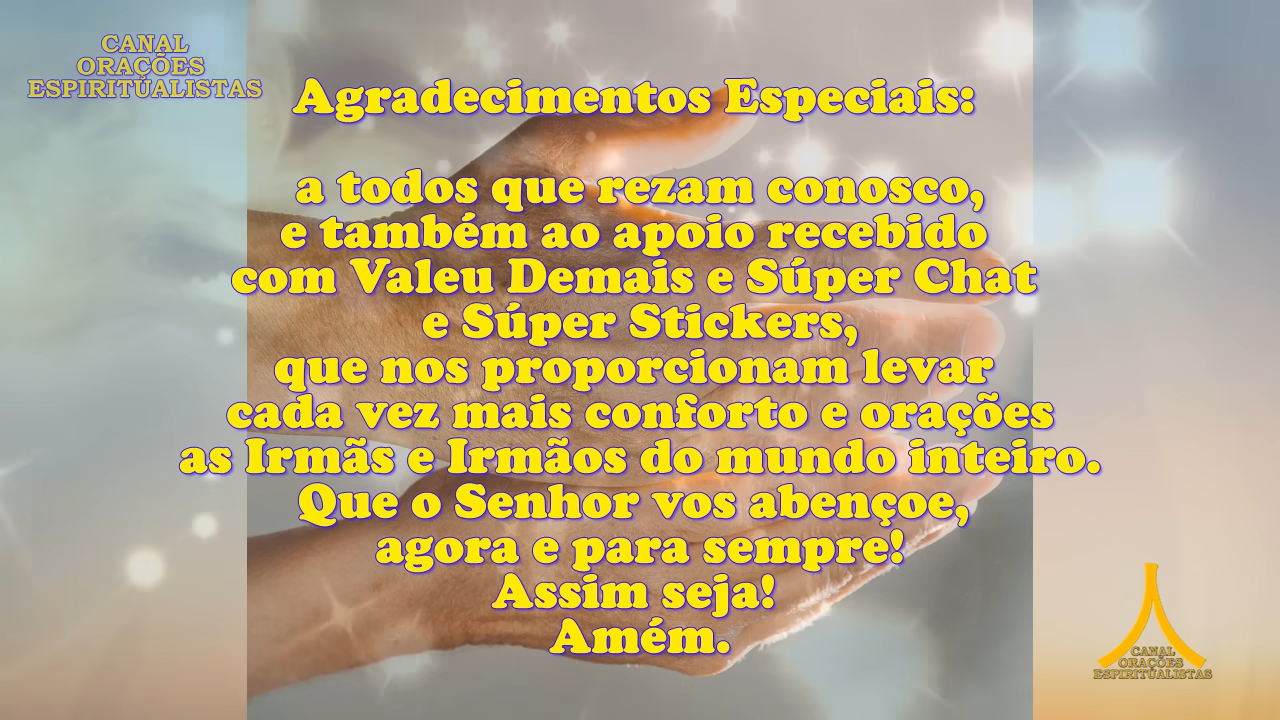 CANAL
ORAÇÕES
ESPIRITUALISTAS
Agradecimentos Especiais:
a todos que rezam conosco,
e também ao apoio recebido
com Valeu Demais e Súper Chat
e Súper Stickers,
que nos proporcionam levar
cada vez mais conforto e orações
as Irmãs e Irmãos do mundo inteiro.
Que o Senhor vos abençoe,
agora e para sempre!
Assim seja!
Amém.
CANAL
ORAÇÕES
ESPIRITUALISTAS